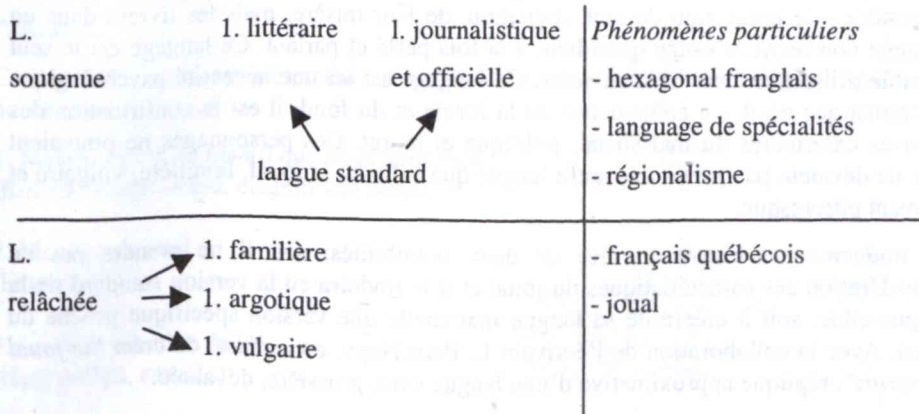 L.
soutenue
1. littéraire
1. journalistique
et officielle
langue standard
Phénomènes particuliers
- hexagonal franglais
- language de spécialités
- régionalisme
L.
relâchée
1. familière
1. argotique
1. vulgaire
- français québécois
- joual